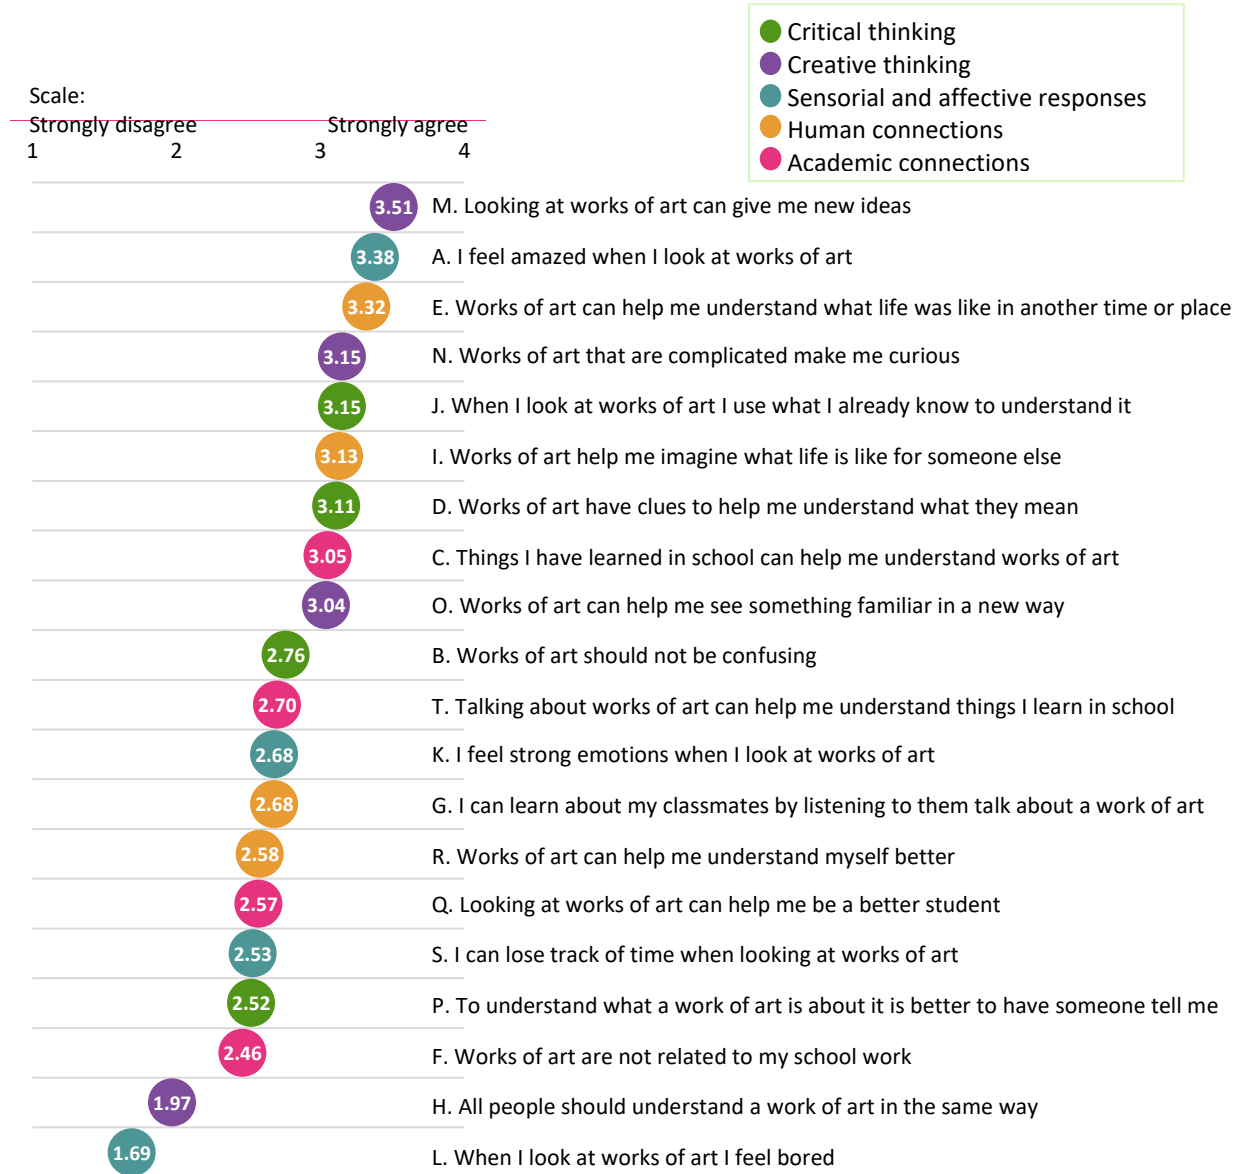 Critical thinking
Creative thinking
Sensorial and affective responses
Human connections
Academic connections
Scale:
Strongly disagree Strongly agree
1 2 3 4
3.51 M. Looking at works of art can give me new ideas
3.38 A. I feel amazed when I look at works of art
3.32 E. Works of art can help me understand what life was like in another time or place
3.15 N. Works of art that are complicated make me curious
3.15 J. When I look at works of art I use what I already know to understand it
3.13 I. Works of art help me imagine what life is like for someone else
3.11 D. Works of art have clues to help me understand what they mean
3.05 C. Things I have learned in school can help me understand works of art
3.04 O. Works of art can help me see something familiar in a new way
2.76 B. Works of art should not be confusing
2.70 T. Talking about works of art can help me understand things I learn in school
2.68 K. I feel strong emotions when I look at works of art
2.68 G. I can learn about my classmates by listening to them talk about a work of art
2.58 R. Works of art can help me understand myself better
2.57 Q. Looking at works of art can help me be a better student
2.53 S. I can lose track of time when looking at works of art
2.52 P. To understand what a work of art is about it is better to have someone tell me
2.46 F. Works of art are not related to my school work
1.97 H. All people should understand a work of art in the same way
1.69 L. When I look at works of art I feel bored